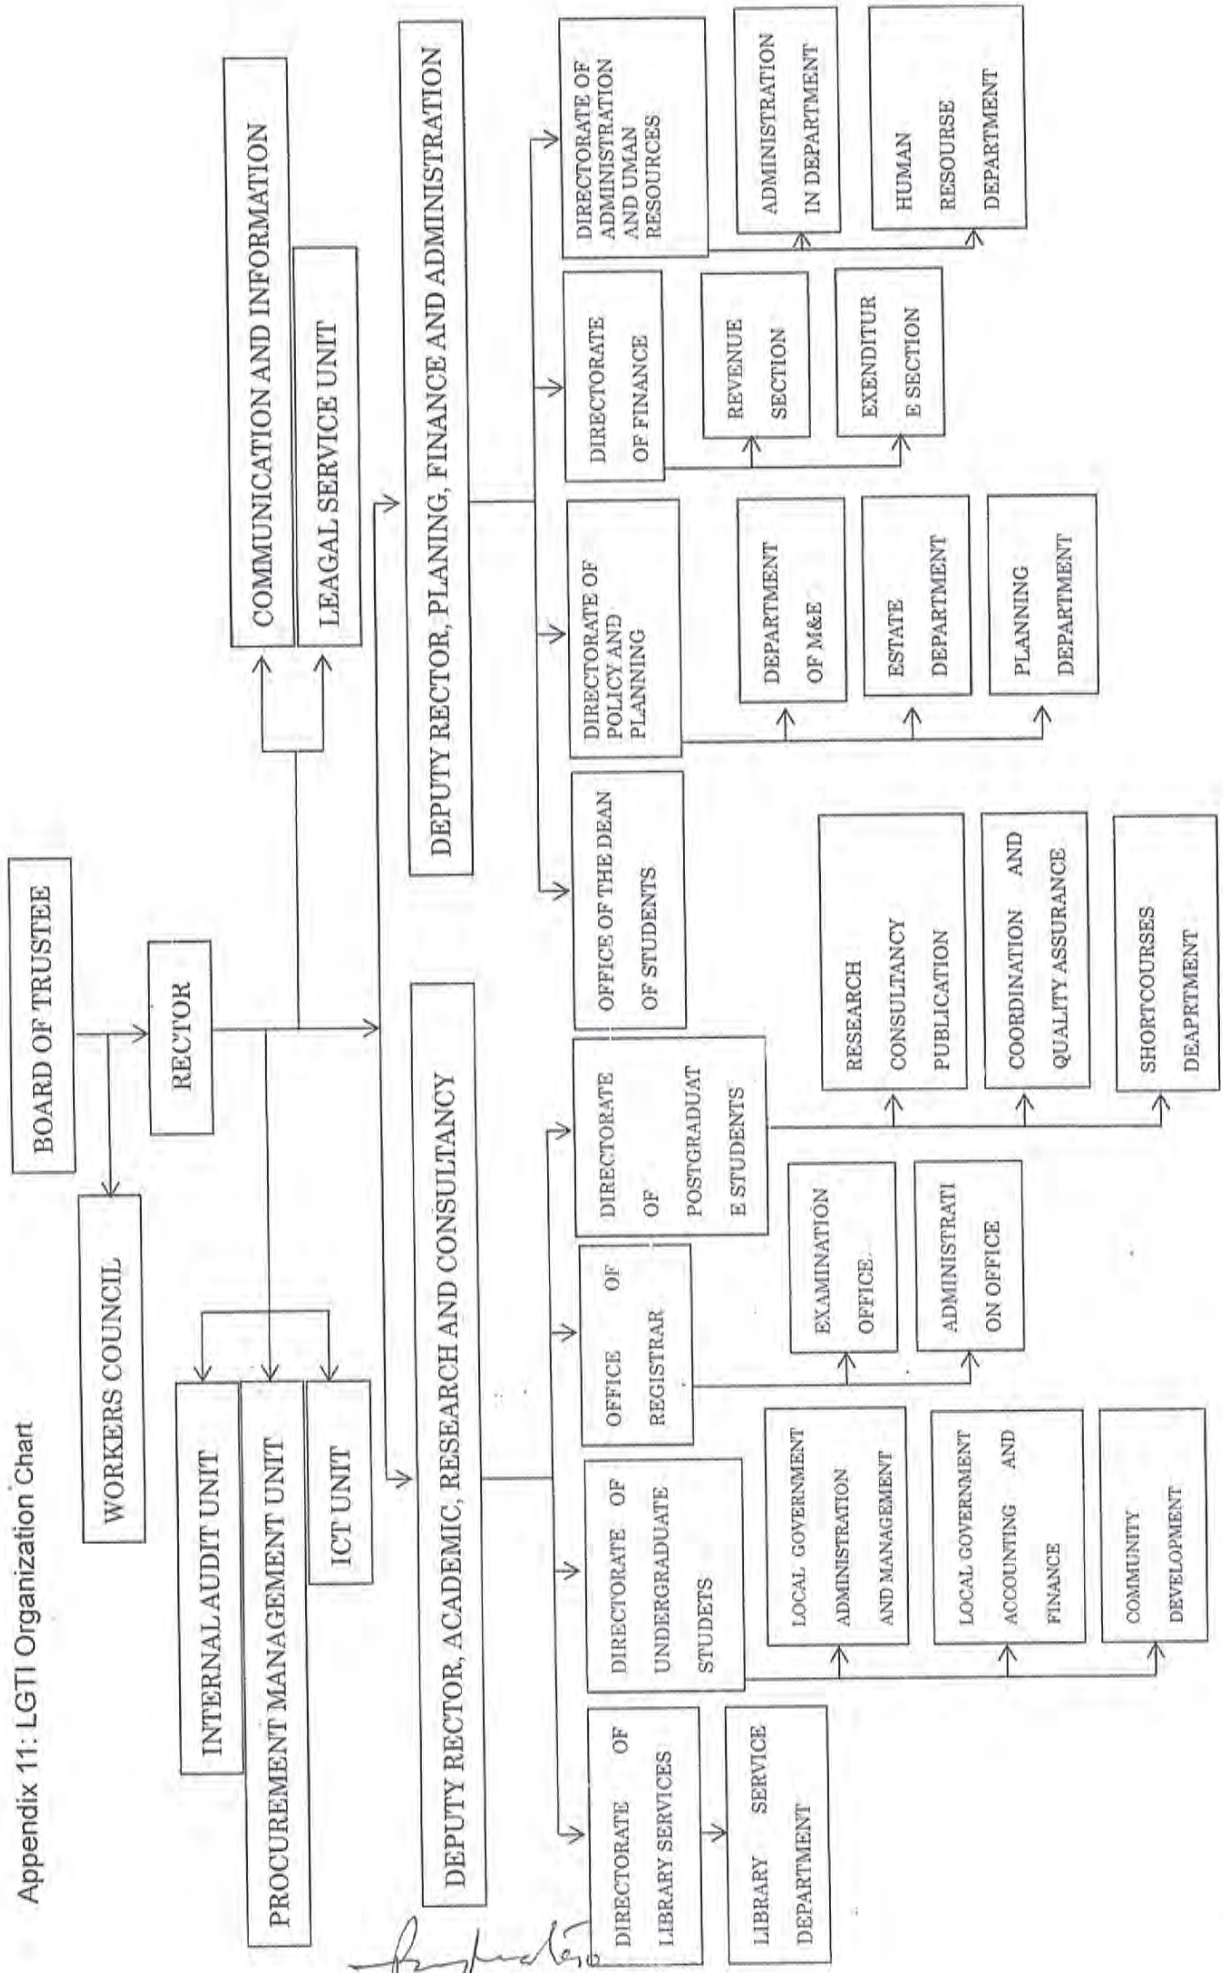 Appendix 11: LGTI Organization Chart
BOARD OF TRUSTEE
WORKERS COUNCIL
RECTOR
INTERNAL AUDIT UNIT
PROCUREMENT MANAGEMENT UNIT
ICT UNIT
COMMUNICATION AND INFORMATION
LEAGAL SERVICE UNIT
DEPUTY RECTOR, ACADEMIC, RESEARCH AND CONSULTANCY
DEPUTY RECTOR, PLANING, FINANCE AND ADMINISTRATION
DIRECTORATE OF
LIBRARY SERVICES
LIBRARY SERVICE
DEPARTMENT
DIRECTORATE OF
UNDERGRADUATE
STUDETS
LOCAL GOVERNMENT
ADMINISTRATION
AND MANAGEMENT
LOCAL GOVERNMENT
ACCOUNTING AND
FINANCE
COMMUNITY
DEVELOPMENT
OFFICE OF
REGISTRAR
EXAMINATION
OFFICE
ADMINISTRATI
ON OFFICE
DIRECTORATE
OF
POSTGRADUAT
E STUDENTS
RESEARCH
CONSULTANCY
PUBLICATION
COORDINATION AND
QUALITY ASSURANCE
SHORTCOURSES
DEAPRTMENT
OFFICE OF THE DEAN
OF STUDENTS
DIRECTORATE OF
POLICY AND
PLANNING
DEPARTMENT
OF M&E
ESTATE
DEPARTMENT
PLANNING
DEPARTMENT
DIRECTORATE
OF FINANCE
REVENUE
SECTION
EXENDITUR
E SECTION
DIRECTORATE OF
ADMINISTRATION
AND UMAN
RESOURCES
ADMINISTRATION
IN DEPARTMENT
HUMAN
RESOURSE
DEPARTMENT